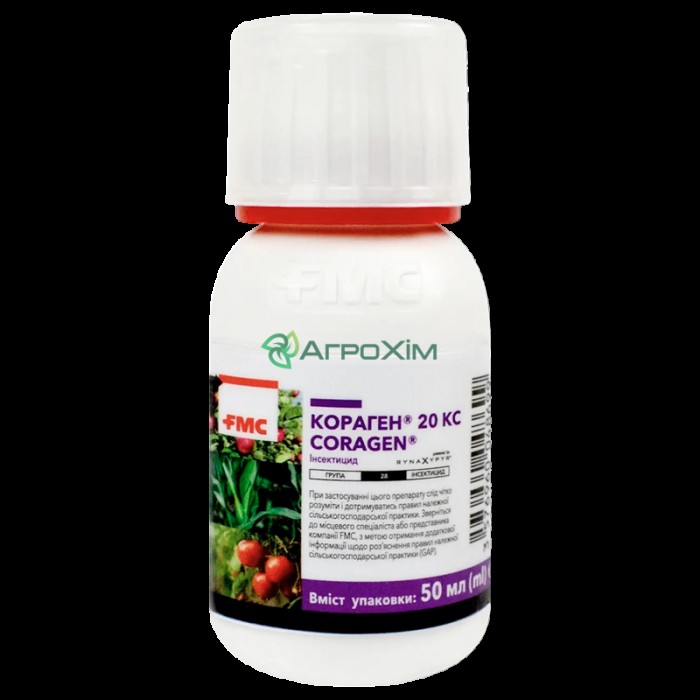 FMC
АГРОХІМ
FMC
КОРАГЕН® 20 КС
CORAGEN®
Інсектицид
RYNAXYPYR®
ГРУПА 28 ІНСЕКТИЦИД
При застосуванні цього препарату слід чітко
розуміти і дотримуватись правил належної
сільськогосподарської практики. Зверніться
до місцевого спеціаліста або представника
компанії FMC, з метою отримання додаткової
інформації щодо роз'яснення правил належної
сільськогосподарської практики (GAP).
Вміст упаковки: 50 мл (ml)